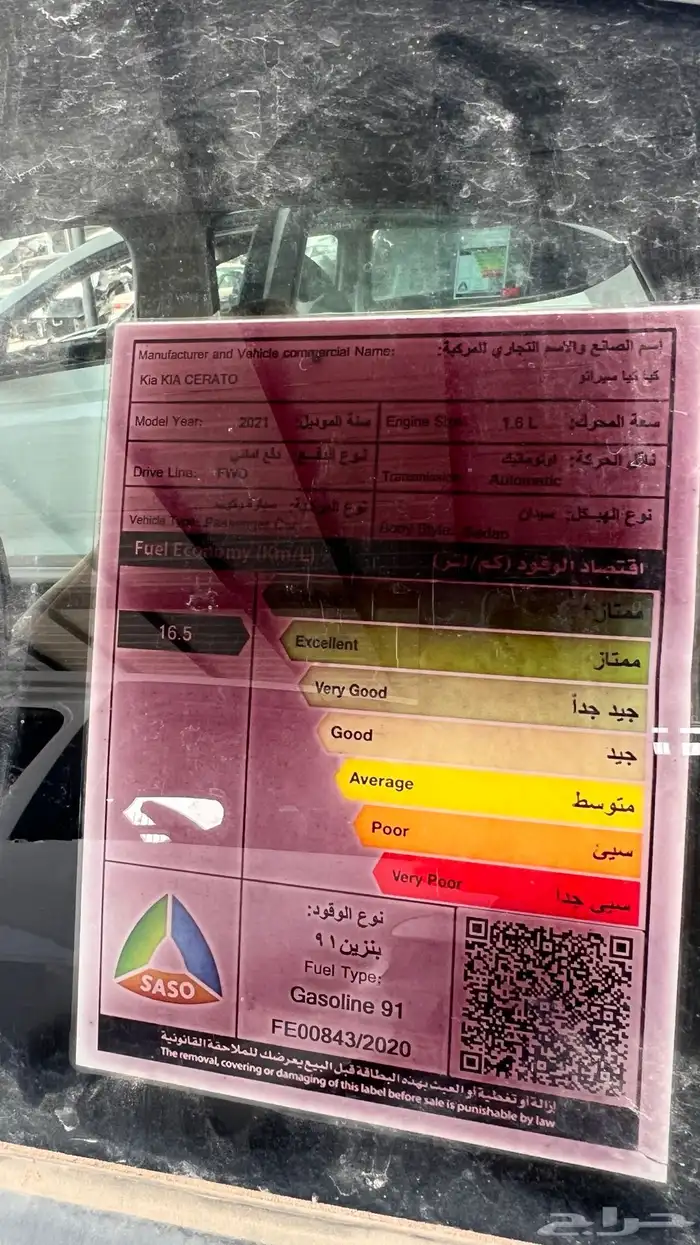 Manufacturer and Vehicle commercial Name: إسم الصانع والاسم التجاري للمركبة:
Kia KIA CERATO كيا كيا سيراتو
Model Year: 2021 سنة الموديل: Engine Size: 1.6 L سعة المحرك:
نوع الدفع: دفع امامي ناقل الحركة: اوتوماتيك
Drive Line: FWD Transmission: Automatic
نوع المركبة: سيارة ركوب نوع الهيكل: سيدان
Vehicle Type: Passenger Car Body Style: Sedan
Fuel Economy (Km/L) اقتصاد الوقود (كم/لتر)
ممتاز+
16.5
Excellent ممتاز
Very Good جيد جداً
Good جيد
Average متوسط
Poor سيئ
Very Poor سيئ جداً
SASO
نوع الوقود:
بنزين ٩١
Fuel Type:
Gasoline 91
FE00843/2020
إزالة أو تغطية أو العبث بهذه البطاقة قبل البيع يعرضك للملاحقة القانونية
The removal, covering or damaging of this label before sale is punishable by law
حراج